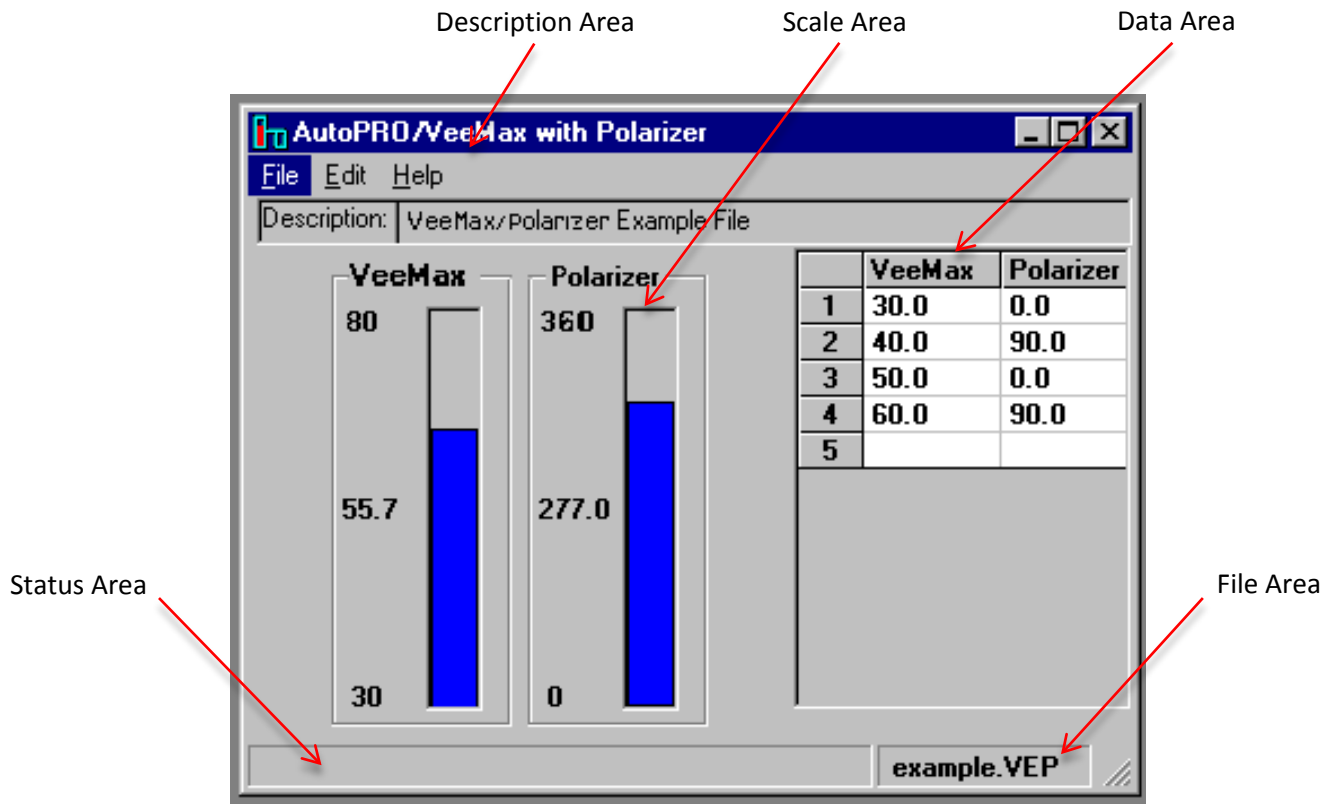 Description Area
Scale Area
Data Area
AutoPRO/VeeMax with Polarizer
File Edit Help
Description: VeeMax/Polarizer Example File
VeeMax
80
55.7
30
Polarizer
360
277.0
0
VeeMax Polarizer
1 30.0 0.0
2 40.0 90.0
3 50.0 0.0
4 60.0 90.0
5
Status Area
File Area
example.VEP